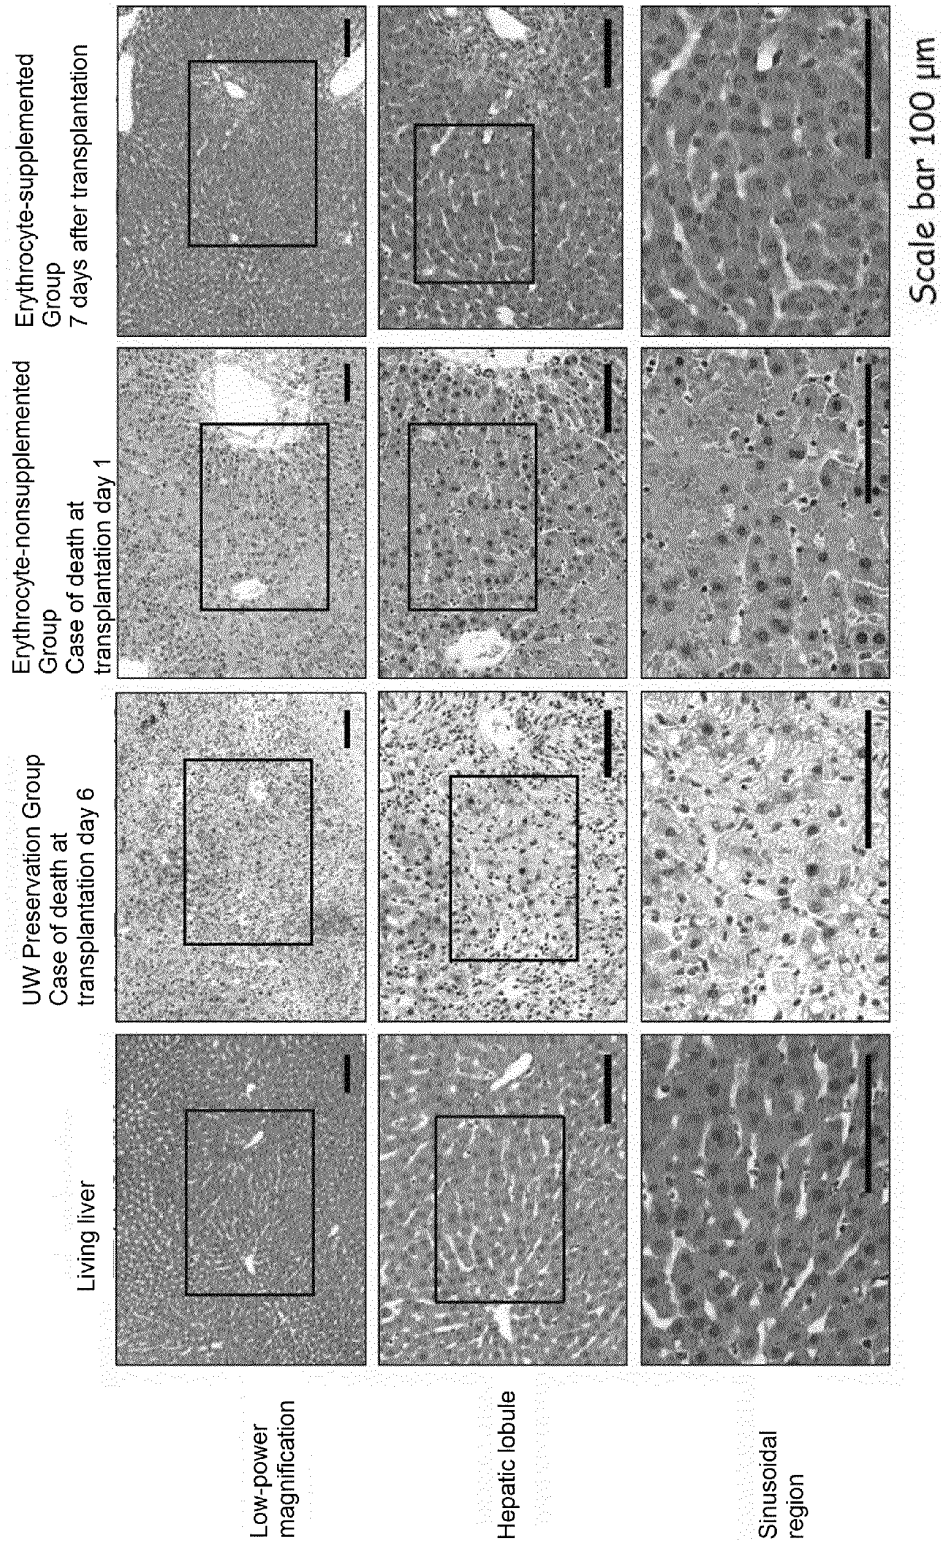 Living liver
UW Preservation Group
Case of death at
transplantation day 6
Erythrocyte-nonsupplemented
Group
Case of death at
transplantation day 1
Erythrocyte-supplemented
Group
7 days after transplantation
Low-power
magnification
Hepatic lobule
Sinusoidal
region
Scale bar 100 µm